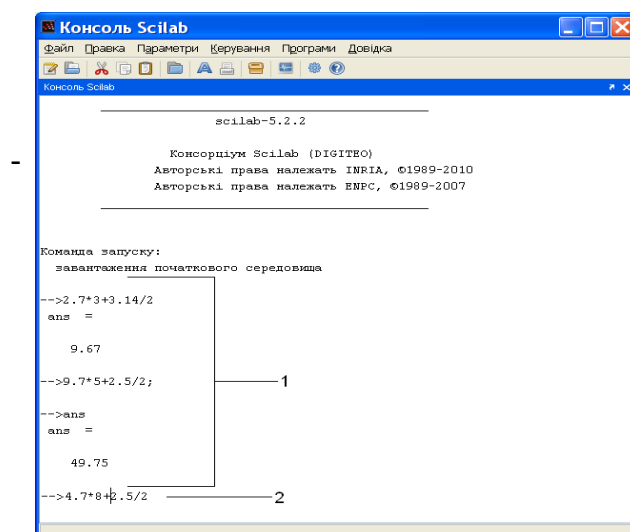 Консоль Scilab
Файл Правка Параметри Керування Програми Довідка
Консоль Scilab
scilab-5.2.2
-
Консорціум Scilab (DIGITEO)
Авторські права належать INRIA, ©1989-2010
Авторські права належать ENPC, ©1989-2007
Команда запуску:
завантаження початкового середовища
-->2.7*3+3.14/2
ans =
9.67
-->9.7*5+2.5/2;
1
-->ans
ans =
49.75
-->4.7*8+2.5/2
2